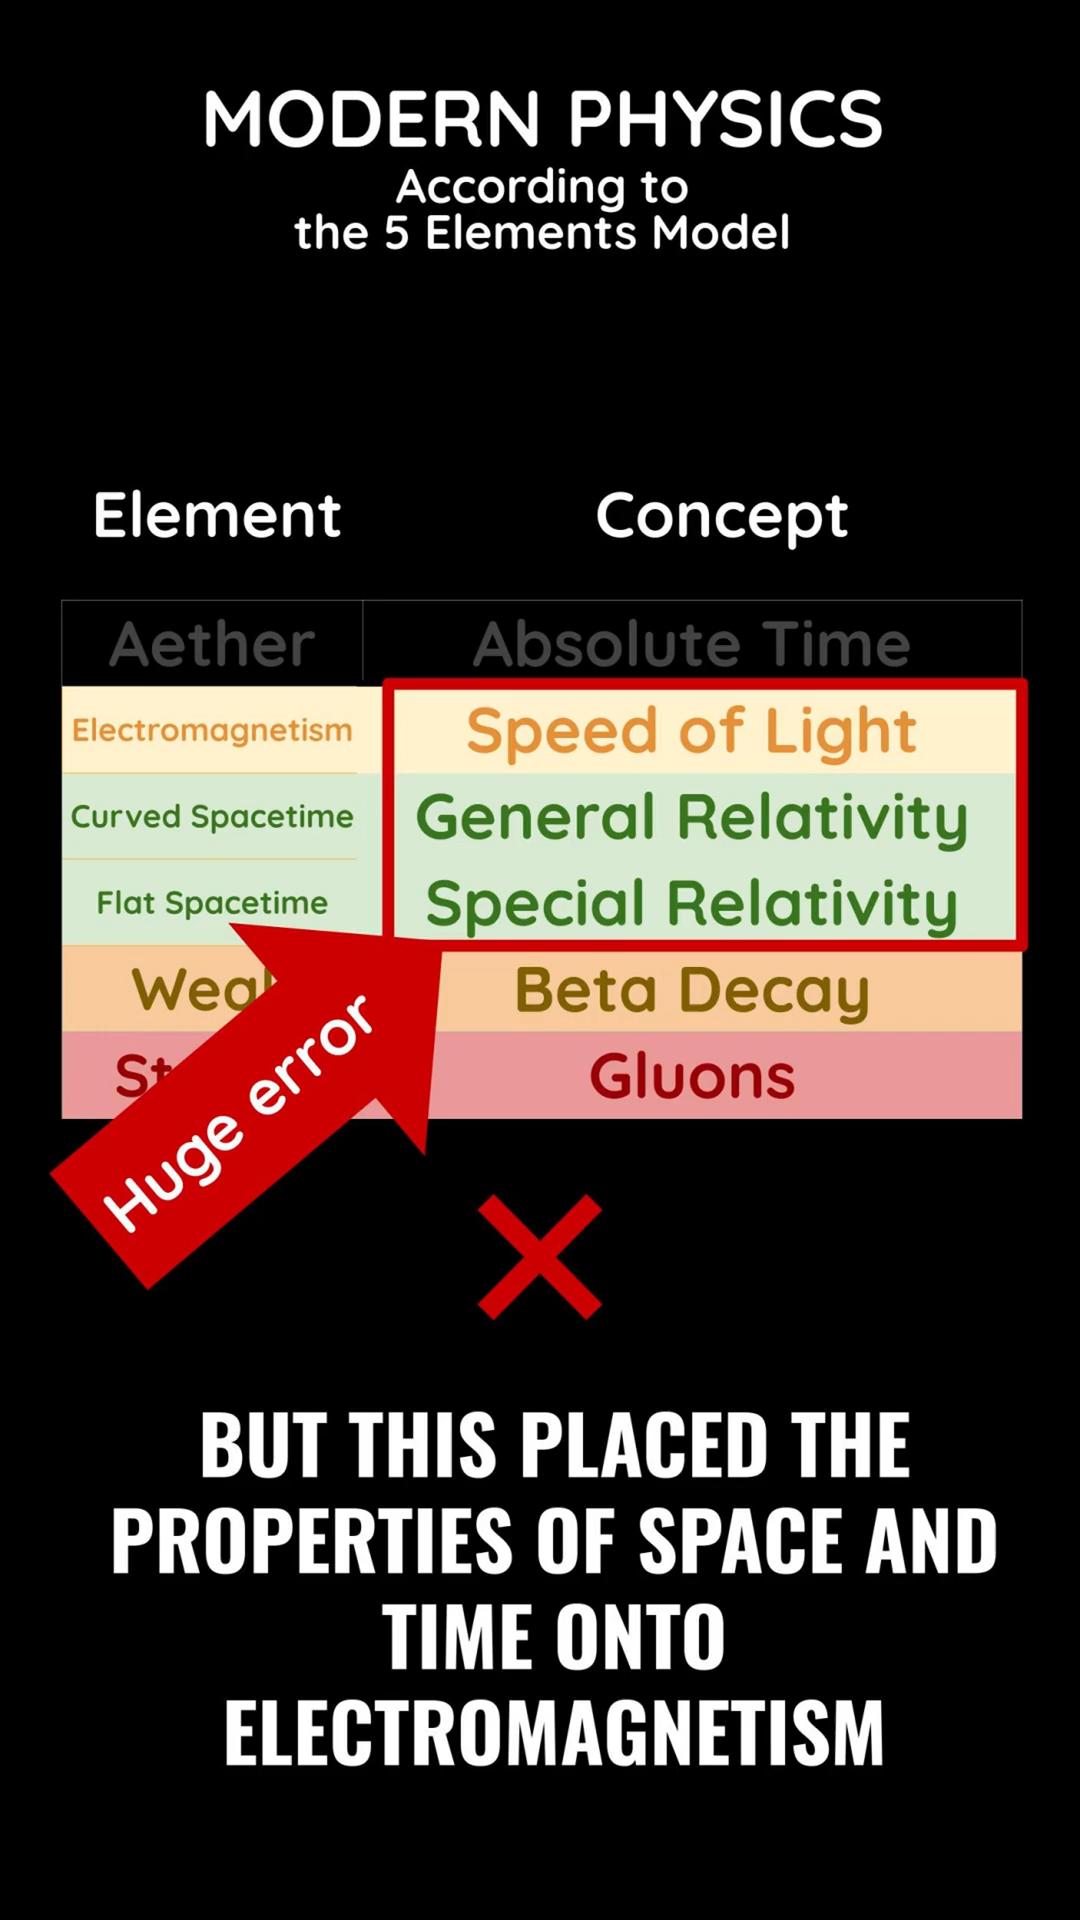 MODERN PHYSICS
According to
the 5 Elements Model
Element Concept
Aether Absolute Time
Electromagnetism Speed of Light
Curved Spacetime General Relativity
Flat Spacetime Special Relativity
Beta Decay
Gluons
Huge error
BUT THIS PLACED THE
PROPERTIES OF SPACE AND
TIME ONTO
ELECTROMAGNETISM